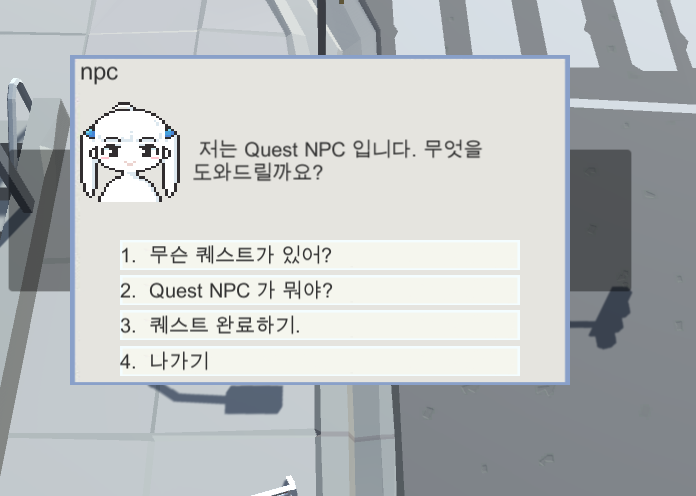 npc
저는 Quest NPC 입니다. 무엇을
도와드릴까요?
1. 무슨 퀘스트가 있어?
2. Quest NPC 가 뭐야?
3. 퀘스트 완료하기.
4. 나가기